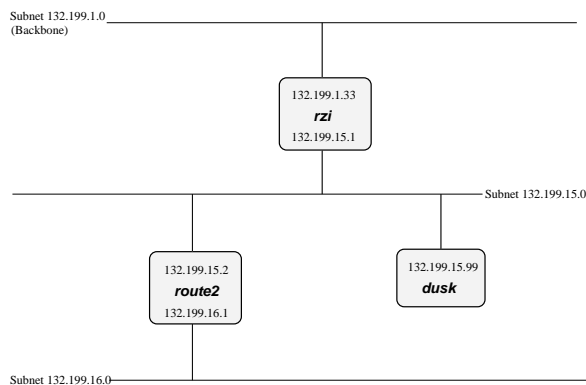 Subnet 132.199.1.0
(Backbone)
132.199.1.33
rzi
132.199.15.1
Subnet 132.199.15.0
132.199.15.2
route2
132.199.16.1
132.199.15.99
dusk
Subnet 132.199.16.0